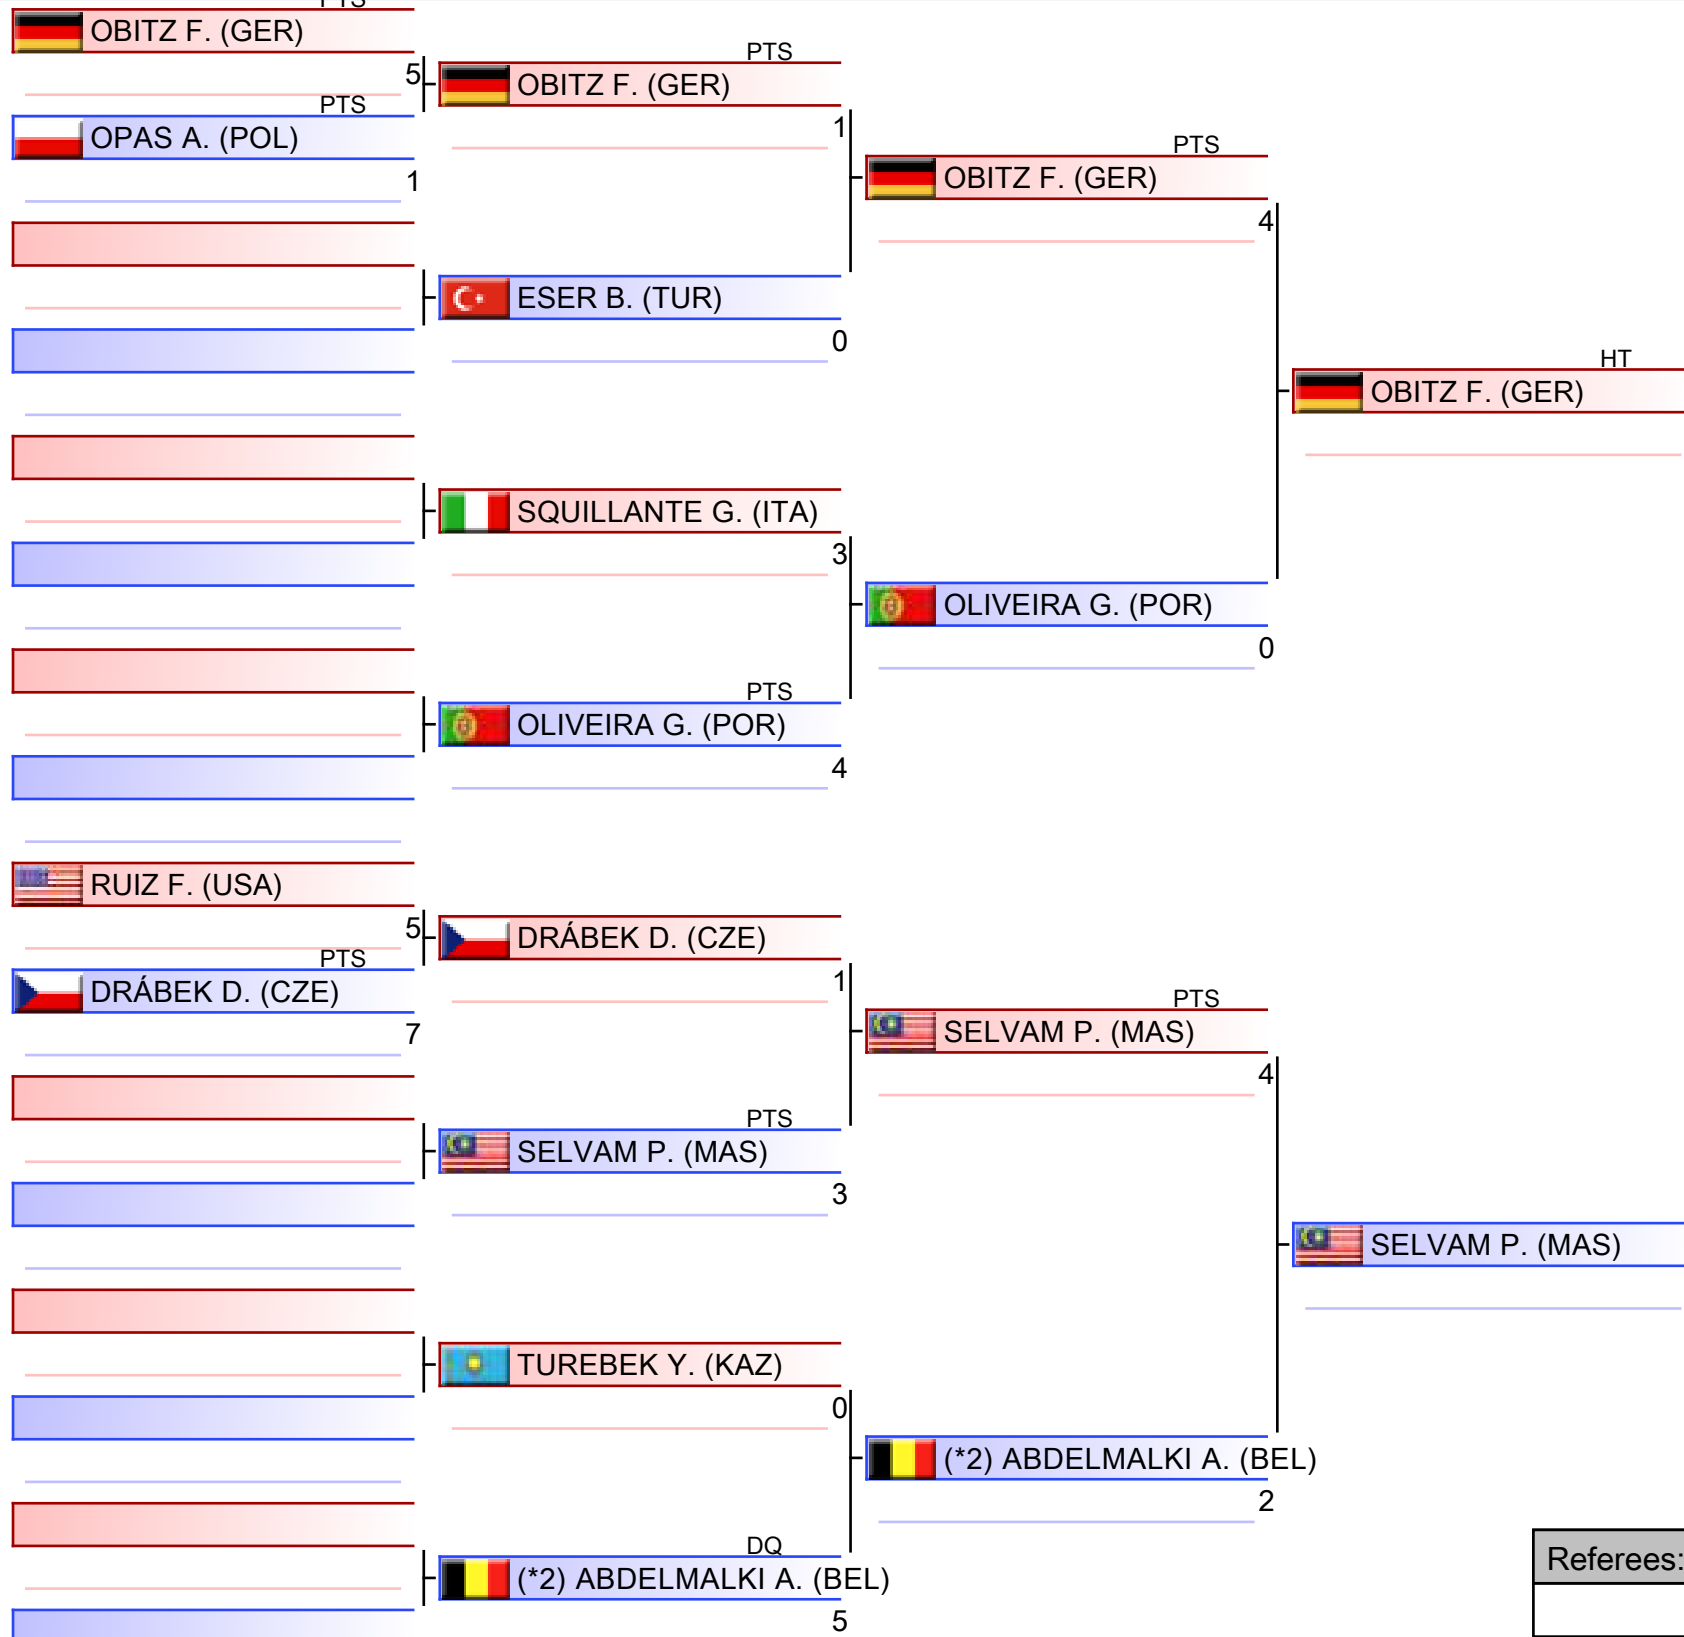 PTS
OBITZ F. (GER)
5
PTS
OPAS A. (POL)
1
RUIZ F. (USA)
5
PTS
DRÁBEK D. (CZE)
7
PTS
OBITZ F. (GER)
1
ESER B. (TUR)
0
SQUILLANTE G. (ITA)
3
PTS
OLIVEIRA G. (POR)
4
DRÁBEK D. (CZE)
1
PTS
SELVAM P. (MAS)
3
TUREBEK Y. (KAZ)
0
DQ
(*2) ABDELMALKI A. (BEL)
5
PTS
OBITZ F. (GER)
4
OLIVEIRA G. (POR)
0
PTS
SELVAM P. (MAS)
4
(*2) ABDELMALKI A. (BEL)
2
HT
OBITZ F. (GER)
SELVAM P. (MAS)
Referees: